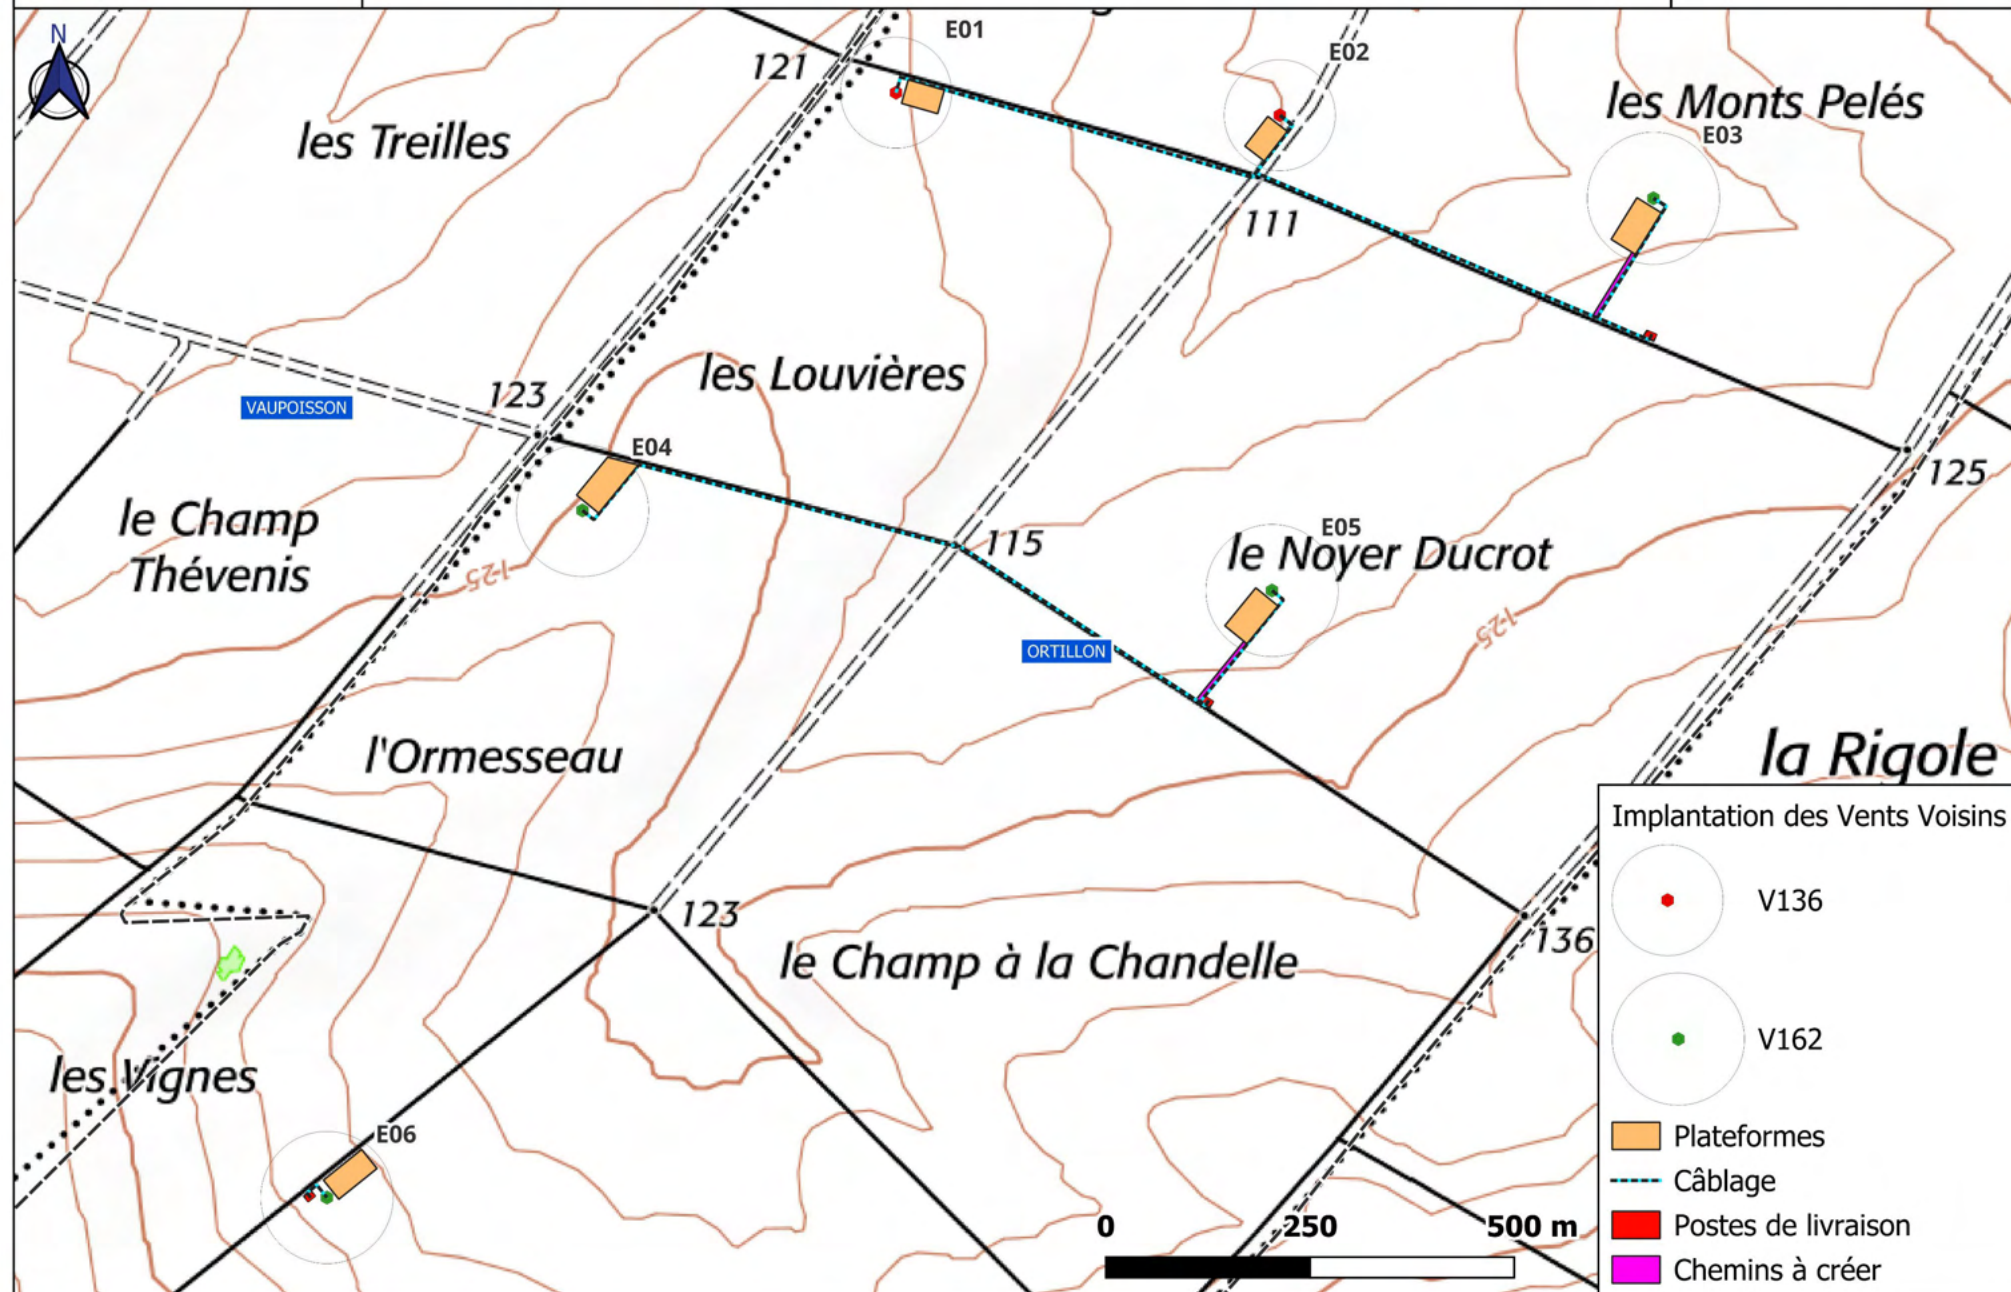 N
E01
E02
121
les Monts Pelés
E03
les Treilles
111
les Louvières
123
VAUPOISSON
E04
125
le Champ
Thévenis
115
E05
le Noyer Ducrot
125
125
ORTILLON
l'Ormesseau
la Rigole
123
136
le Champ à la Chandelle
les Vignes
E06
0 250 500 m
Implantation des Vents Voisins
V136
V162
Plateformes
Câblage
Postes de livraison
Chemins à créer